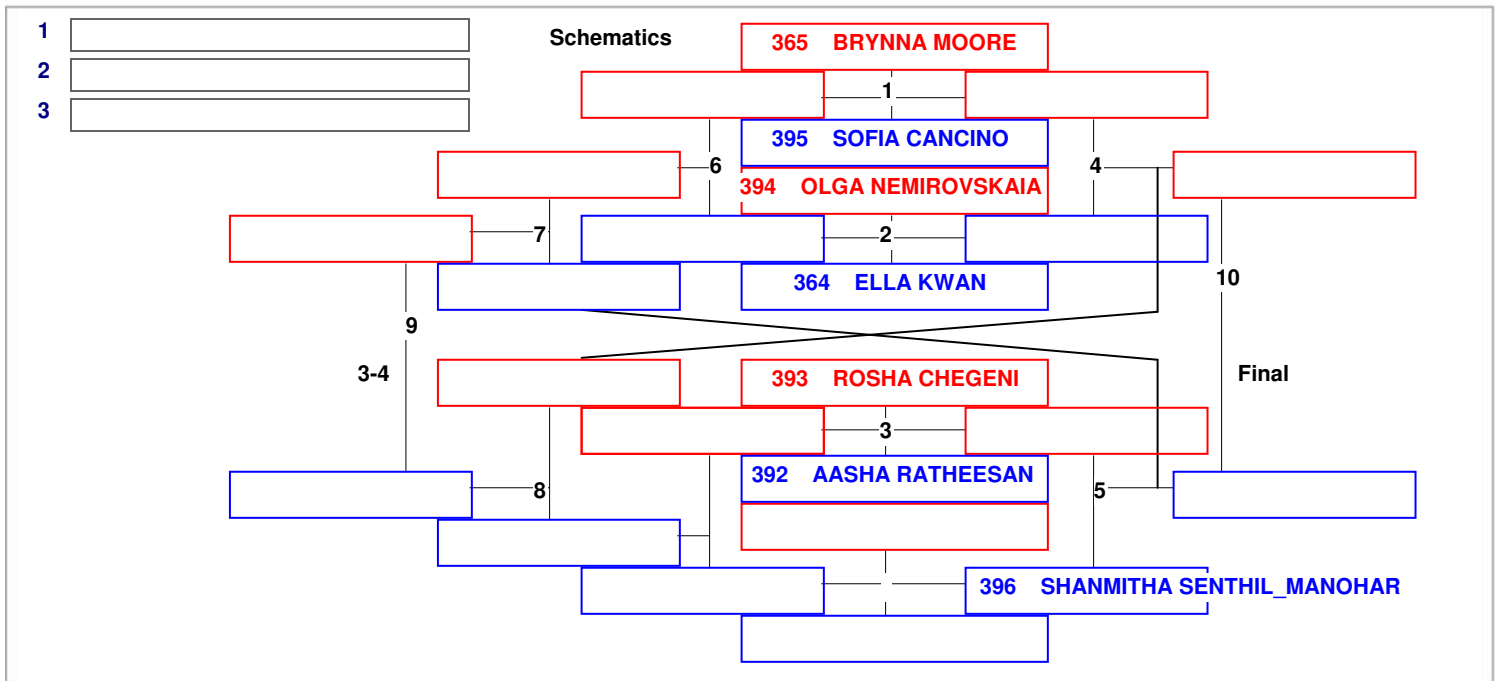 1
Schematics
365 BRYNNA MOORE
2
1
3
395 SOFIA CANCINO
6
4
394 OLGA NEMIROVSKAIA
7
2
364 ELLA KWAN
10
9
3-4
393 ROSHA CHEGENI
Final
3
392 AASHA RATHEESAN
8
5
396 SHANMITHA SENTHIL_MANOHAR